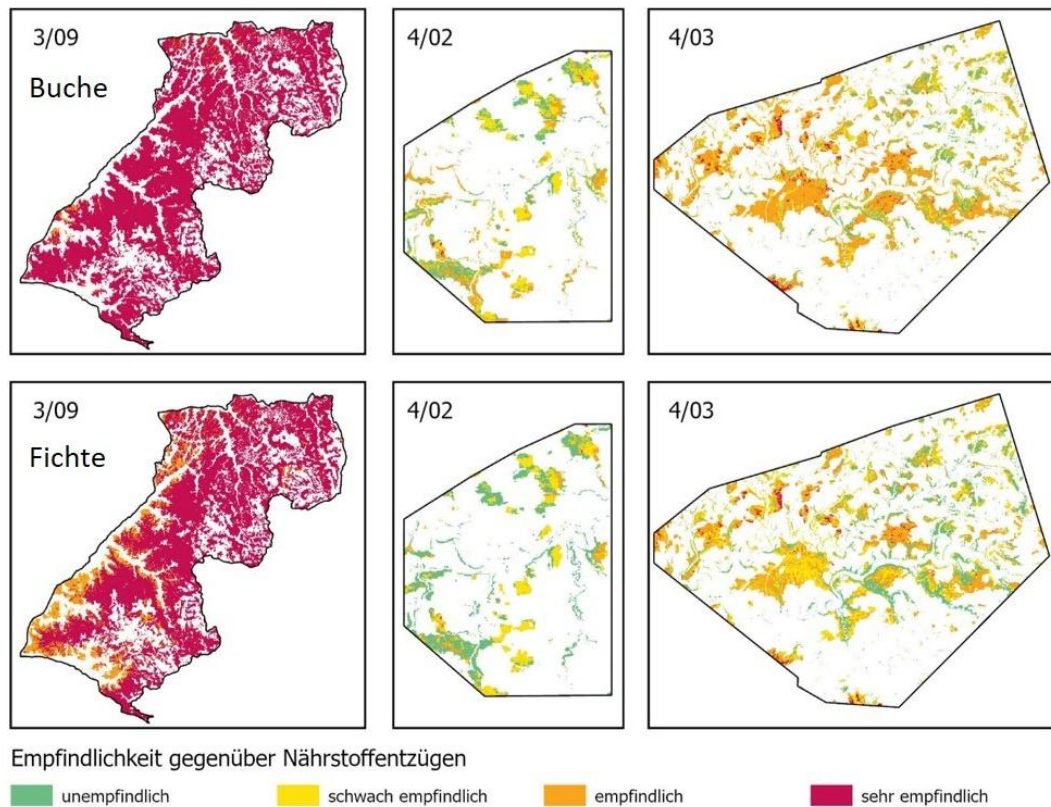 3/09
Buche
4/02
4/03
3/09
Fichte
4/02
4/03
Empfindlichkeit gegenüber Nährstoffentzügen
unempfindlich
schwach empfindlich
empfindlich
sehr empfindlich